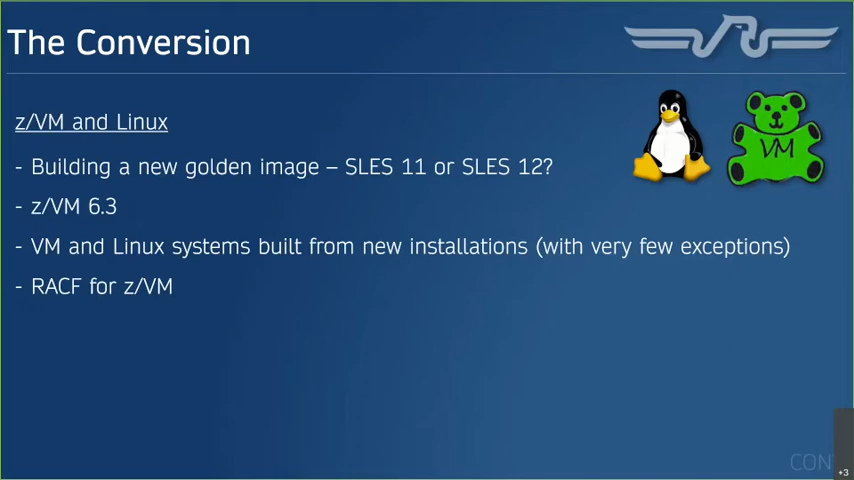 The Conversion
z/VM and Linux
- Building a new golden image – SLES 11 or SLES 12?
- z/VM 6.3
- VM and Linux systems built from new installations (with very few exceptions)
- RACF for z/VM
VM
CON
+3